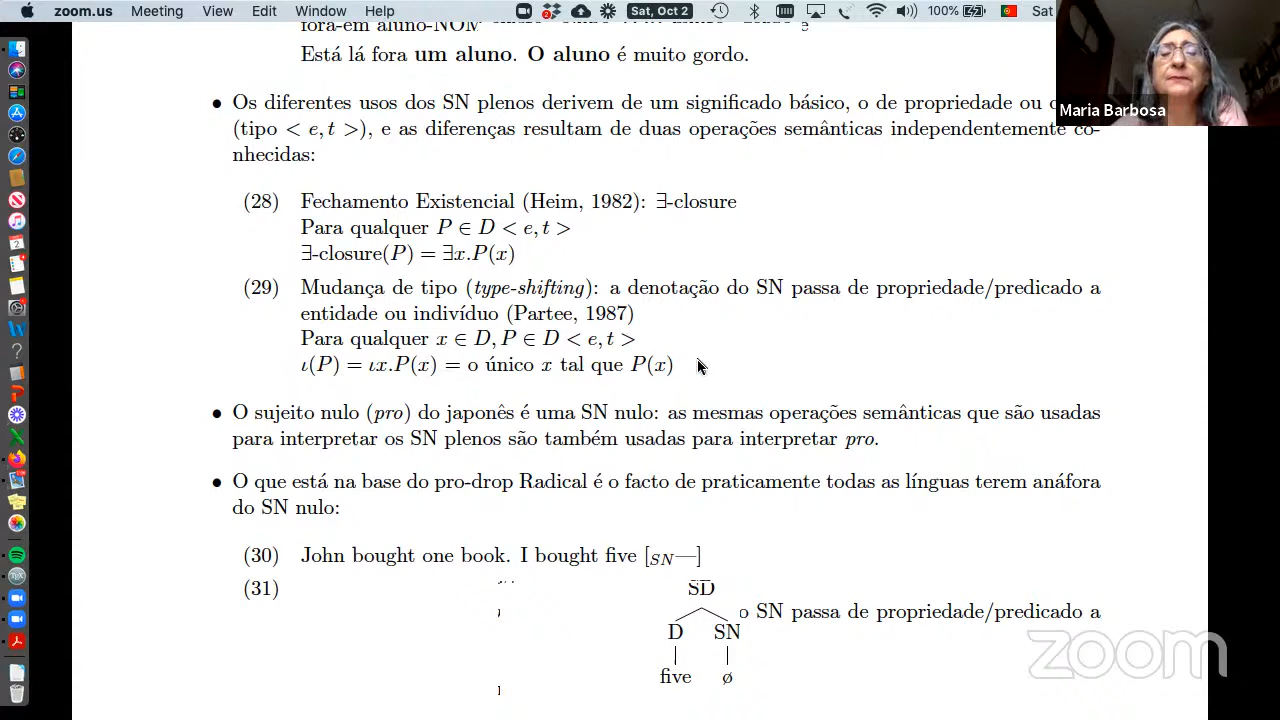 zoom.us Meeting View Edit Window Help Sat, Oct 2 100% Sat
fora-em aluno-NOM
Está lá fora um aluno. O aluno é muito gordo.
Maria Barbosa
• Os diferentes usos dos SN plenos derivem de um significado básico, o de propriedade ou
(tipo < e, t >), e as diferenças resultam de duas operações semânticas independentemente co-
nhecidas:
(28) Fechamento Existencial (Heim, 1982): ∃-closure
Para qualquer P ∈ D < e, t >
∃-closure(P) = ∃x.P(x)
(29) Mudança de tipo (type-shifting): a denotação do SN passa de propriedade/predicado a
entidade ou indivíduo (Partee, 1987)
Para qualquer x ∈ D, P ∈ D < e, t >
ι(P) = ιx.P(x) = o único x tal que P(x)
• O sujeito nulo (pro) do japonês é uma SN nulo: as mesmas operações semânticas que são usadas
para interpretar os SN plenos são também usadas para interpretar pro.
• O que está na base do pro-drop Radical é o facto de praticamente todas as línguas terem anáfora
do SN nulo:
(30) John bought one book. I bought five [SN—]
(31) SD
o SN passa de propriedade/predicado a
D SN
five ø
zoom